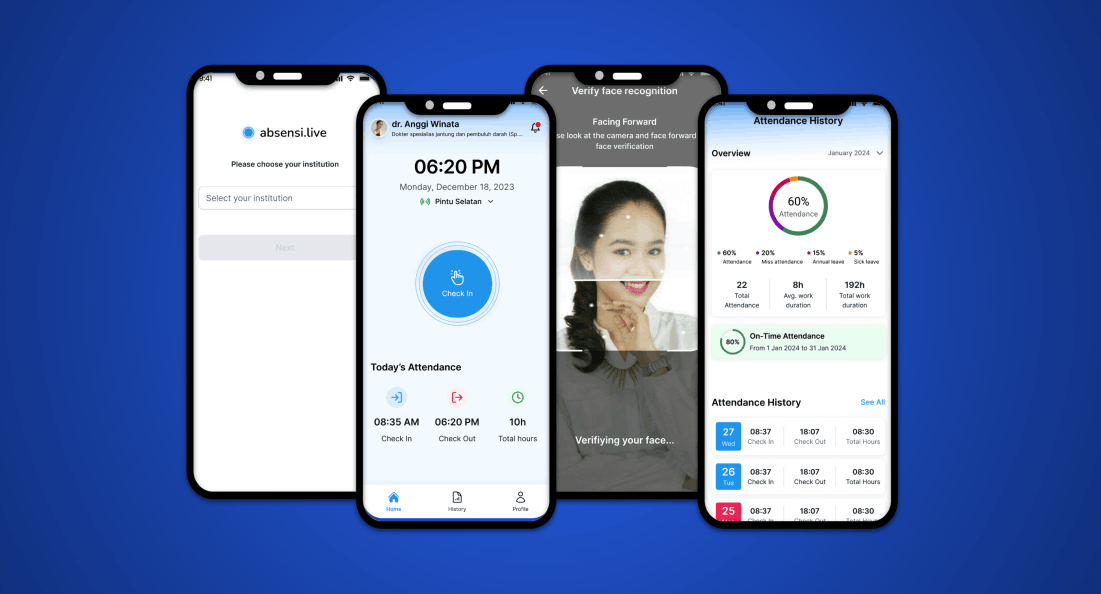 9:41
absensi.live
Please choose your institution
Select your institution
Next
dr. Anggi Winata
Dokter spesialias jantung dan pembuluh darah (Sp....
06:20 PM
Monday, December 18, 2023
Pintu Selatan
Check In
Today's Attendance
08:35 AM
06:20 PM
10h
Check In
Check Out
Total hours
Home
History
Profile
Verify face recognition
Facing Forward
se look at the camera and face forward
face verification
Verifiying your face...
Attendance History
Overview
January 2024
60%
Attendance
60%
20%
15%
5%
Attendance
Miss attendance
Annual leave
Sick leave
22
8h
192h
Total
Attendance
Avg. work
duration
Total work
duration
80%
On-Time Attendance
From 1 Jan 2024 to 31 Jan 2024
Attendance History
See All
27
Wed
08:37
18:07
08:30
Check In
Check Out
Total Hours
26
Tue
08:37
18:07
08:30
Check In
Check Out
Total Hours
25
08:37
18:07
08:30